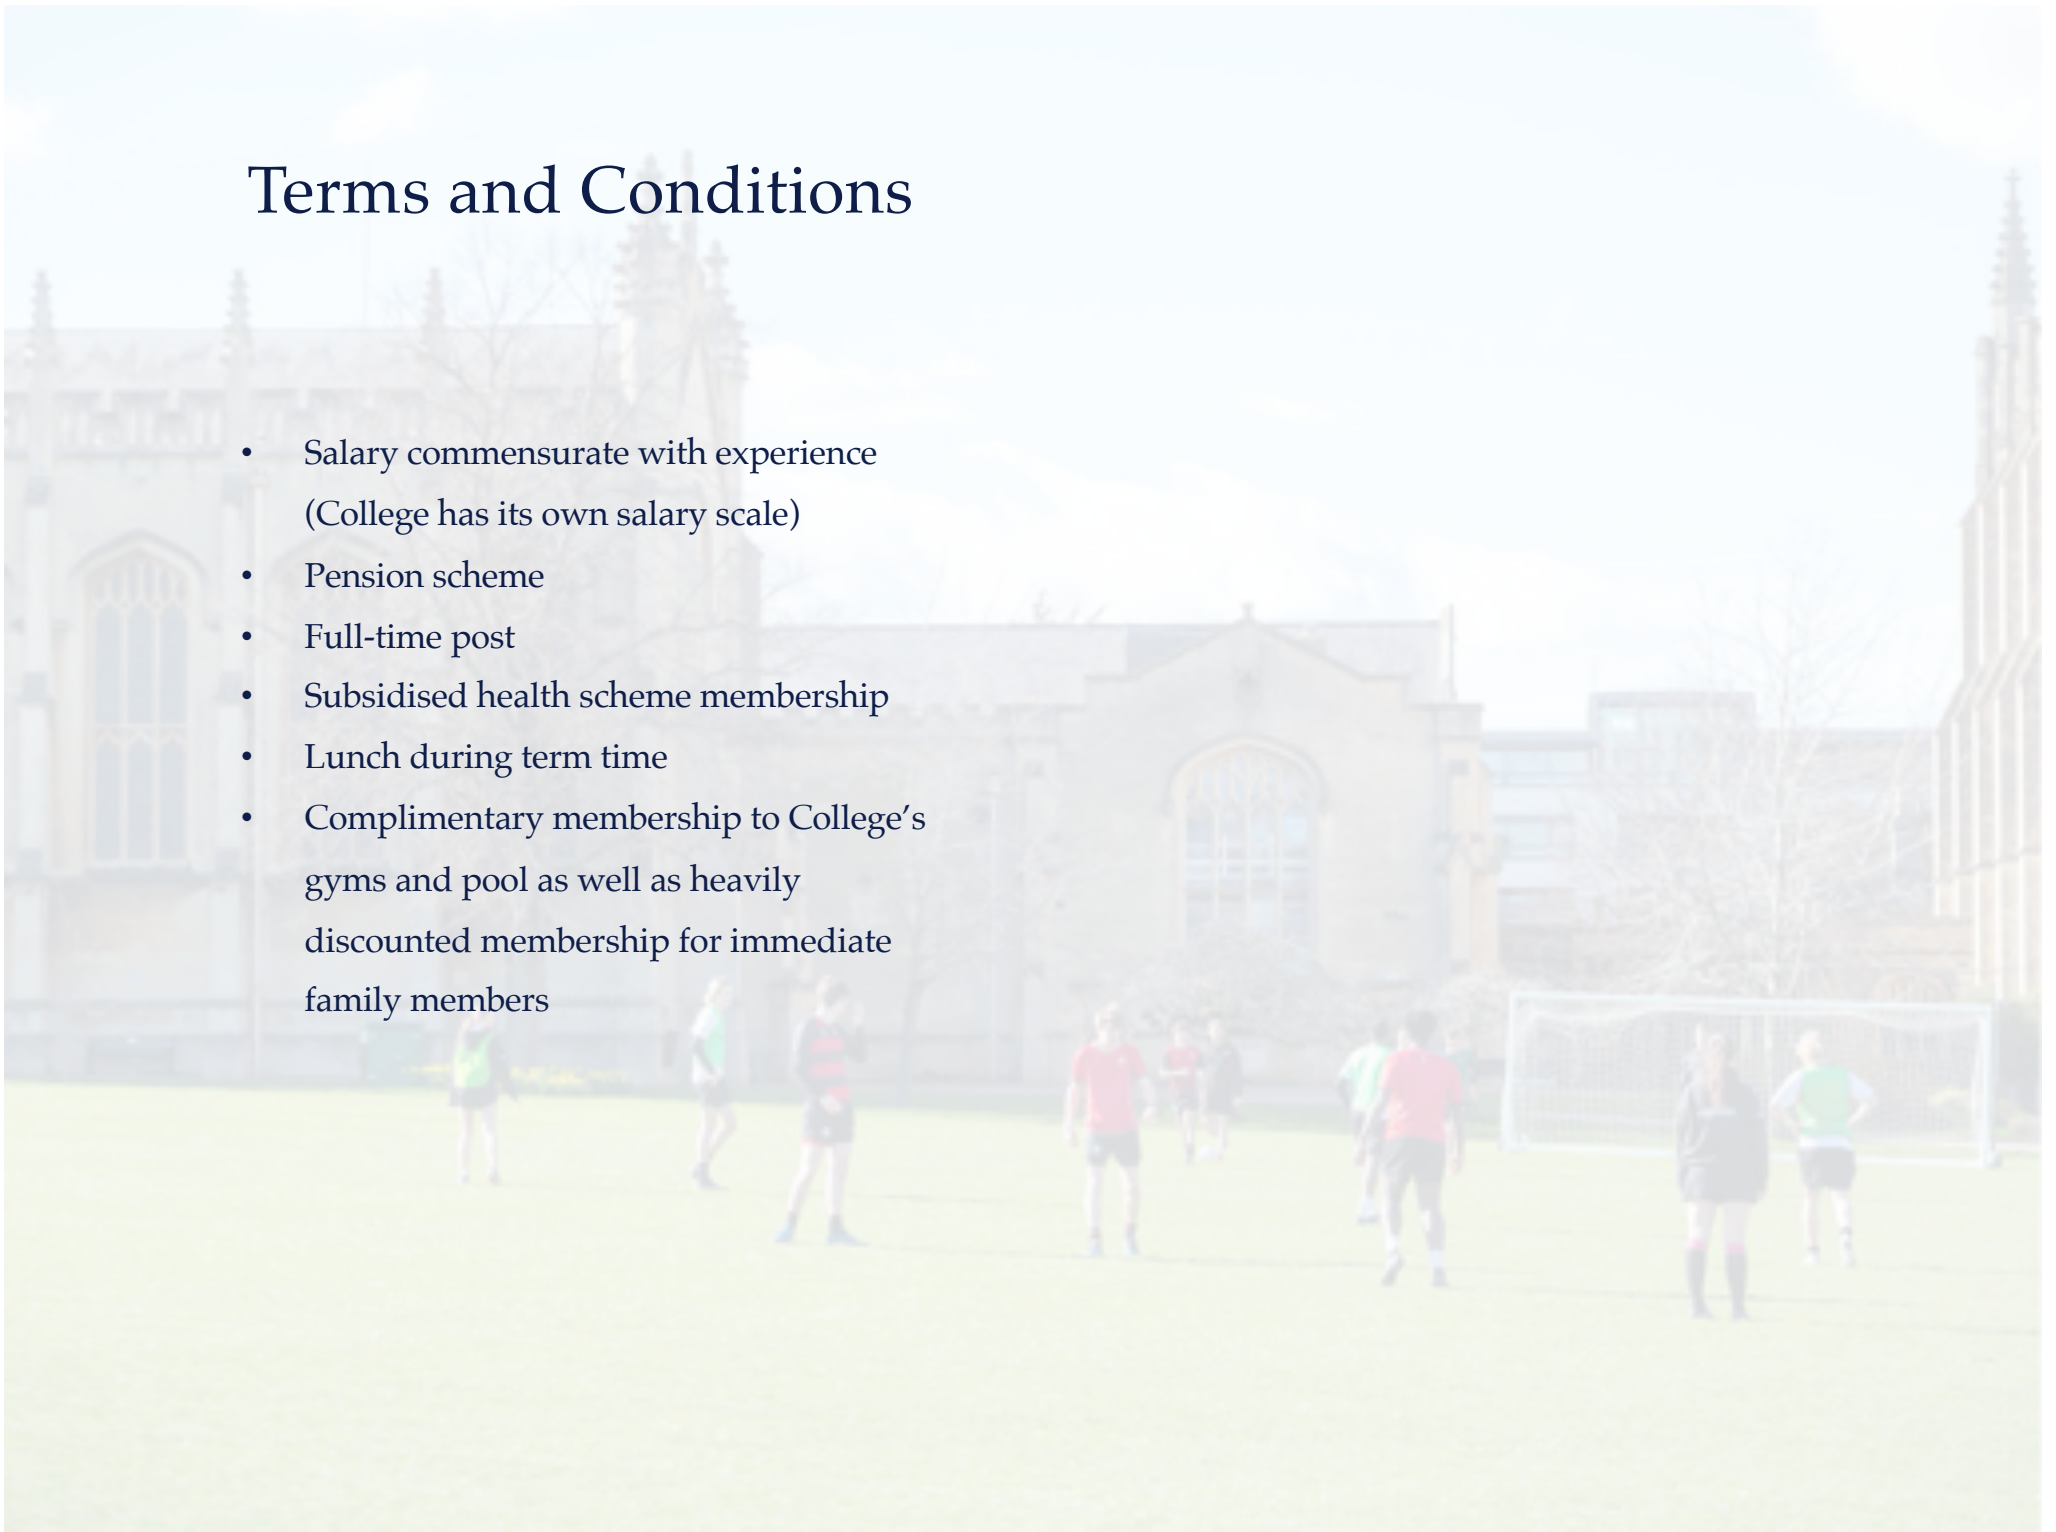 Terms and Conditions
• Salary commensurate with experience
(College has its own salary scale)
• Pension scheme
• Full-time post
• Subsidised health scheme membership
• Lunch during term time
• Complimentary membership to College’s
gyms and pool as well as heavily
discounted membership for immediate
family members